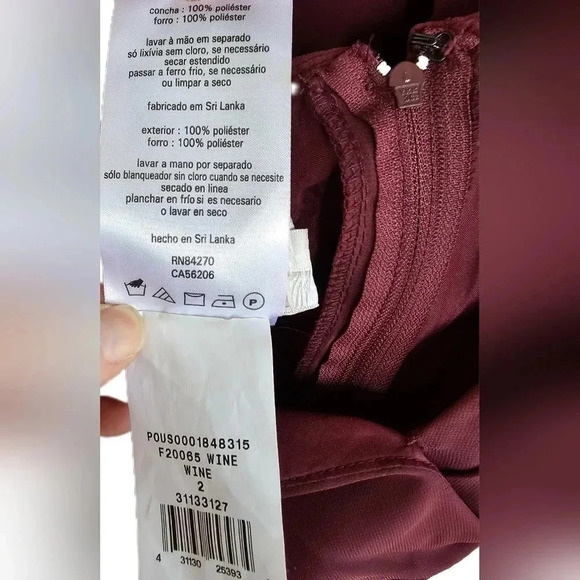 concha : 100% poliéster
forro : 100% poliéster
lavar à mão em separado
só lixívia sem cloro, se necessário
secar estendido
passar a ferro frio, se necessário
ou limpar a seco
fabricado em Sri Lanka
exterior : 100% poliéster
forro : 100% poliéster
lavar a mano por separado
sólo blanqueador sin cloro cuando se necesite
secado en linea
planchar en frío si es necesario
o lavar en seco
hecho en Sri Lanka
RN84270
CA56206
P
POUS0001848315
F20065 WINE
WINE
2
31133127
4 31130 25393